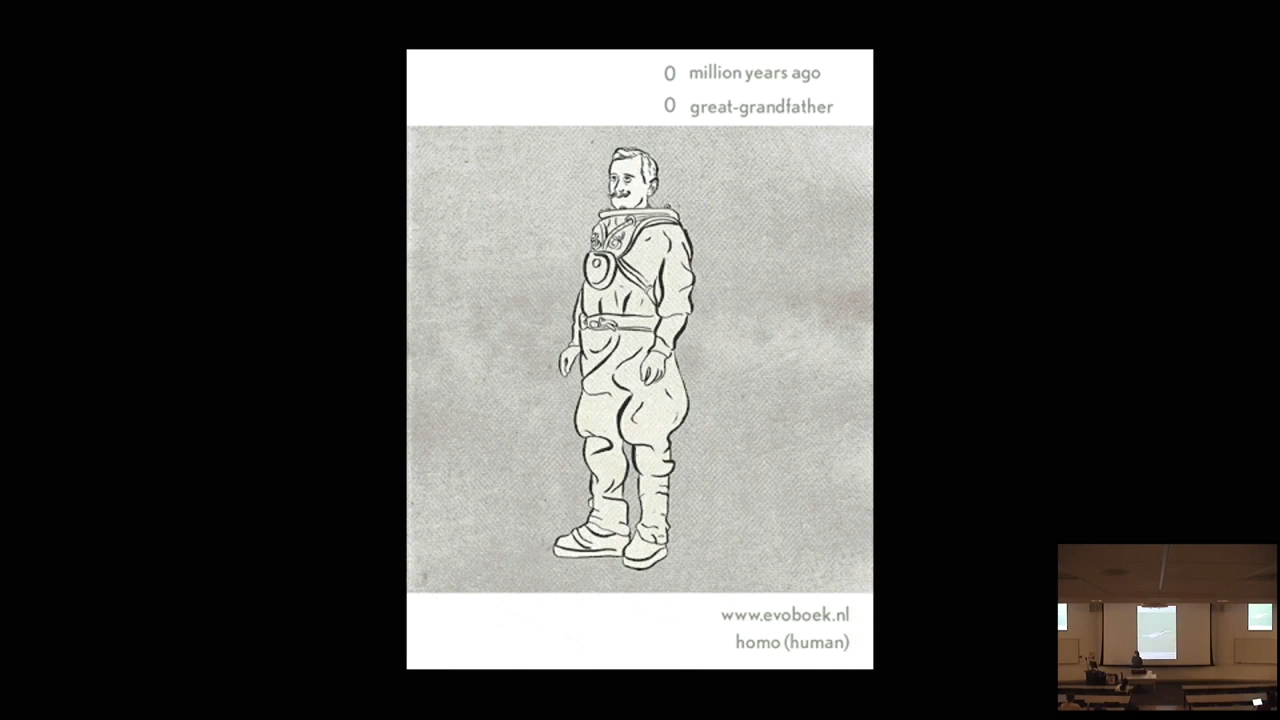 0 million years ago
0 great-grandfather
www.evoboek.nl
homo (human)